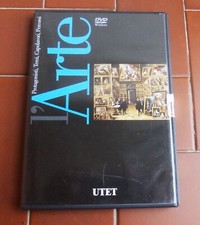 DVD
l'Arte
Protagonisti, Temi, Capolavori, Percorsi
UTET